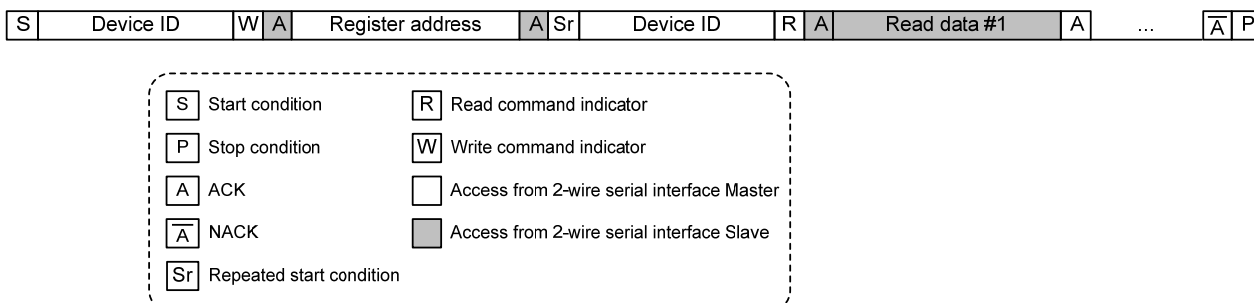 S Device ID W A Register address A Sr Device ID R A Read data #1 A ... A̅ P
S Start condition R Read command indicator
P Stop condition W Write command indicator
A ACK Access from 2-wire serial interface Master
A̅ NACK Access from 2-wire serial interface Slave
Sr Repeated start condition